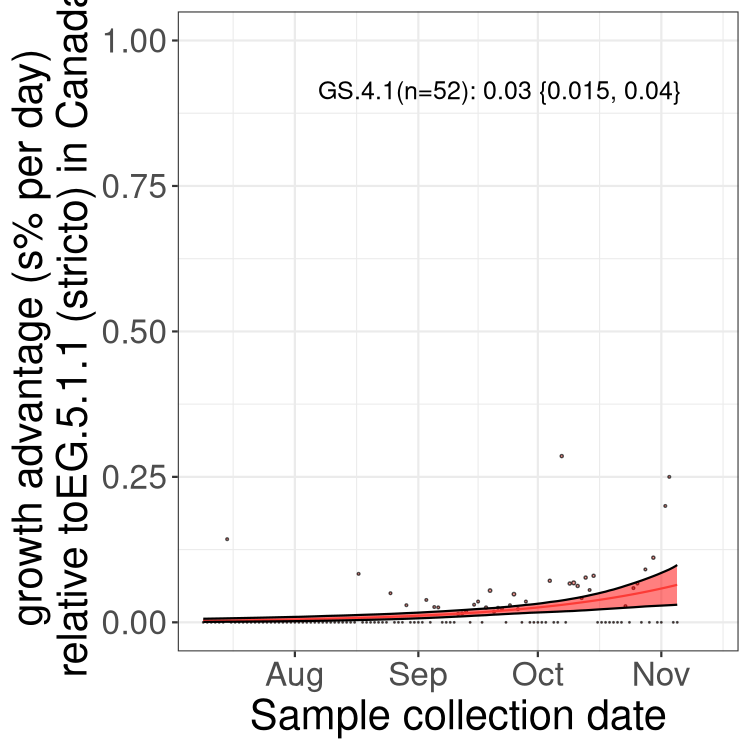 growth advantage (s% per day)
relative toEG.5.1.1 (stricto) in Canada
1.00
0.75
0.50
0.25
0.00
GS.4.1(n=52): 0.03 {0.015, 0.04}
Aug Sep Oct Nov
Sample collection date